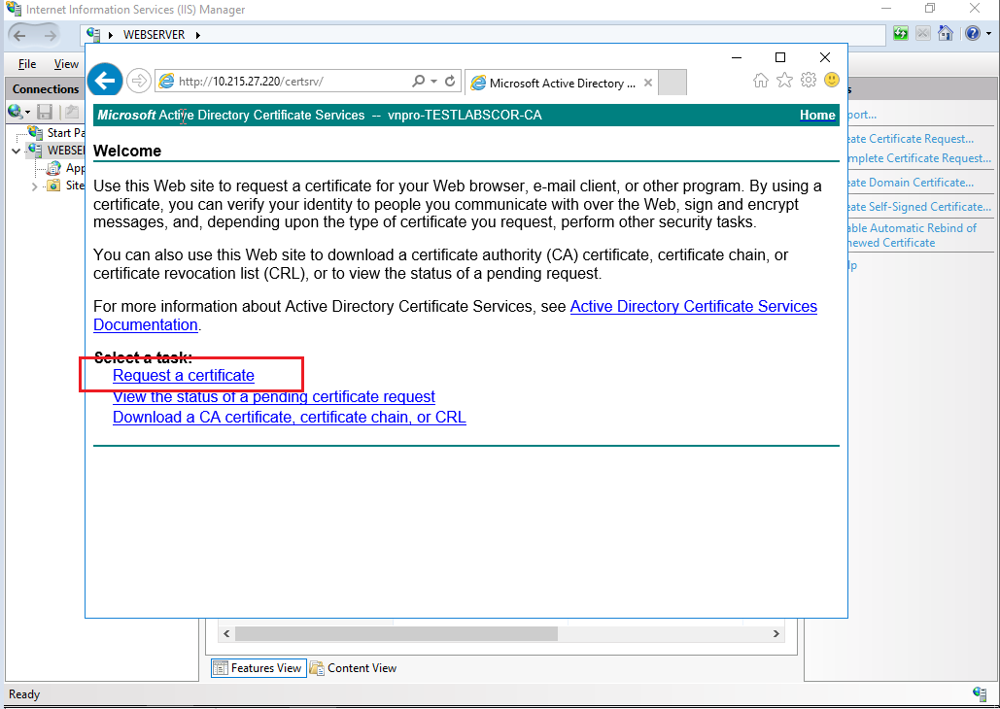 Internet Information Services (IIS) Manager
WEBSERVER
File View
Connections
Start Pa
WEBSE
App
Site
http://10.215.27.220/certsrv/
Microsoft Active Directory ...
Microsoft Active Directory Certificate Services -- vnpro-TESTLABSCOR-CA
Home
Welcome
Use this Web site to request a certificate for your Web browser, e-mail client, or other program. By using a
certificate, you can verify your identity to people you communicate with over the Web, sign and encrypt
messages, and, depending upon the type of certificate you request, perform other security tasks.
You can also use this Web site to download a certificate authority (CA) certificate, certificate chain, or
certificate revocation list (CRL), or to view the status of a pending request.
For more information about Active Directory Certificate Services, see Active Directory Certificate Services
Documentation.
Select a task:
Request a certificate
View the status of a pending certificate request
Download a CA certificate, certificate chain, or CRL
s
port...
eate Certificate Request...
mplete Certificate Request...
eate Domain Certificate...
eate Self-Signed Certificate...
able Automatic Rebind of
newed Certificate
lp
Features View
Content View
Ready